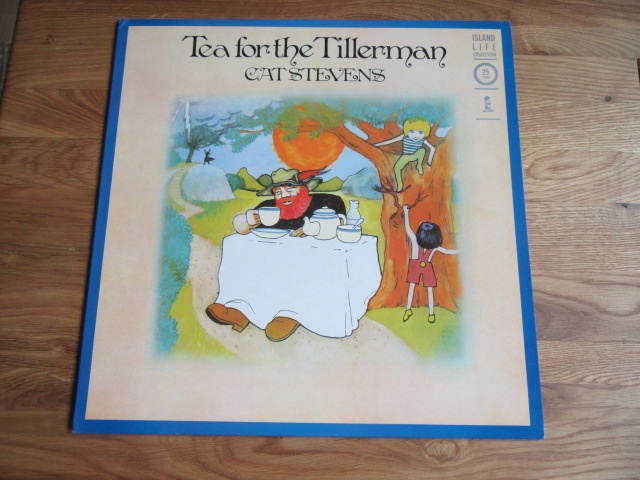 Tea for the Tillerman
CAT STEVENS
ISLAND
LIFE
COLLECTION
25